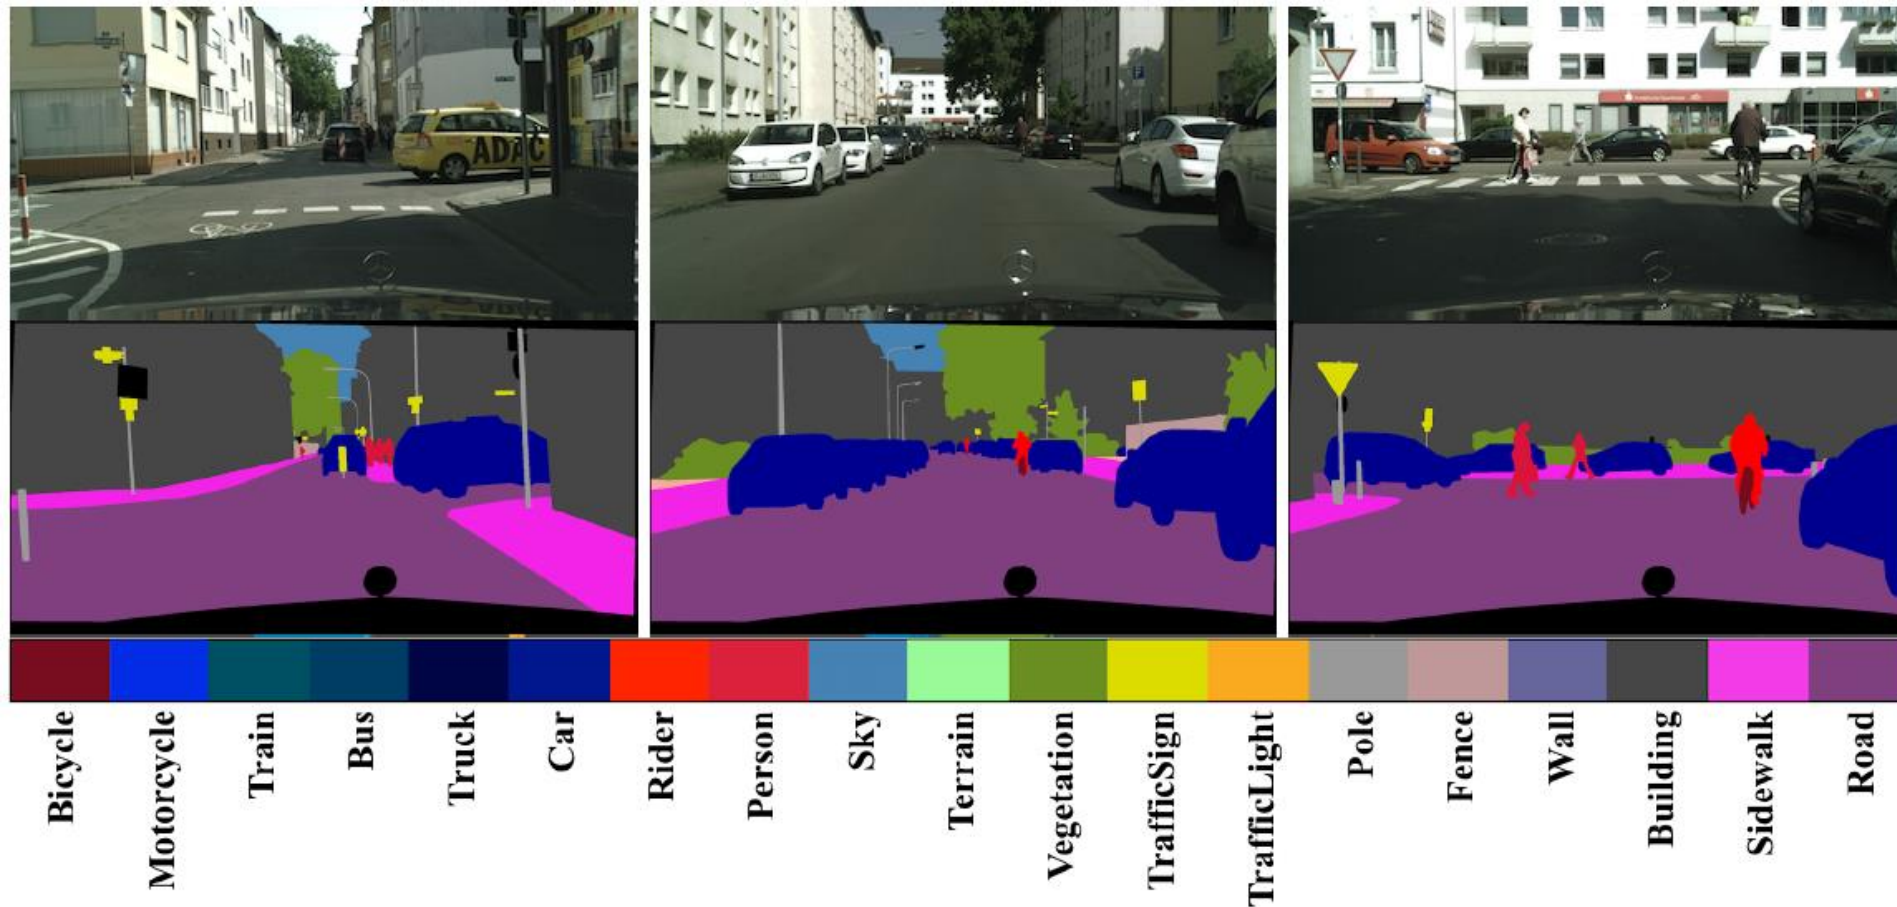 ADAC
Bicycle
Motorcycle
Train
Bus
Truck
Car
Rider
Person
Sky
Terrain
Vegetation
TrafficSign
TrafficLight
Pole
Fence
Wall
Building
Sidewalk
Road